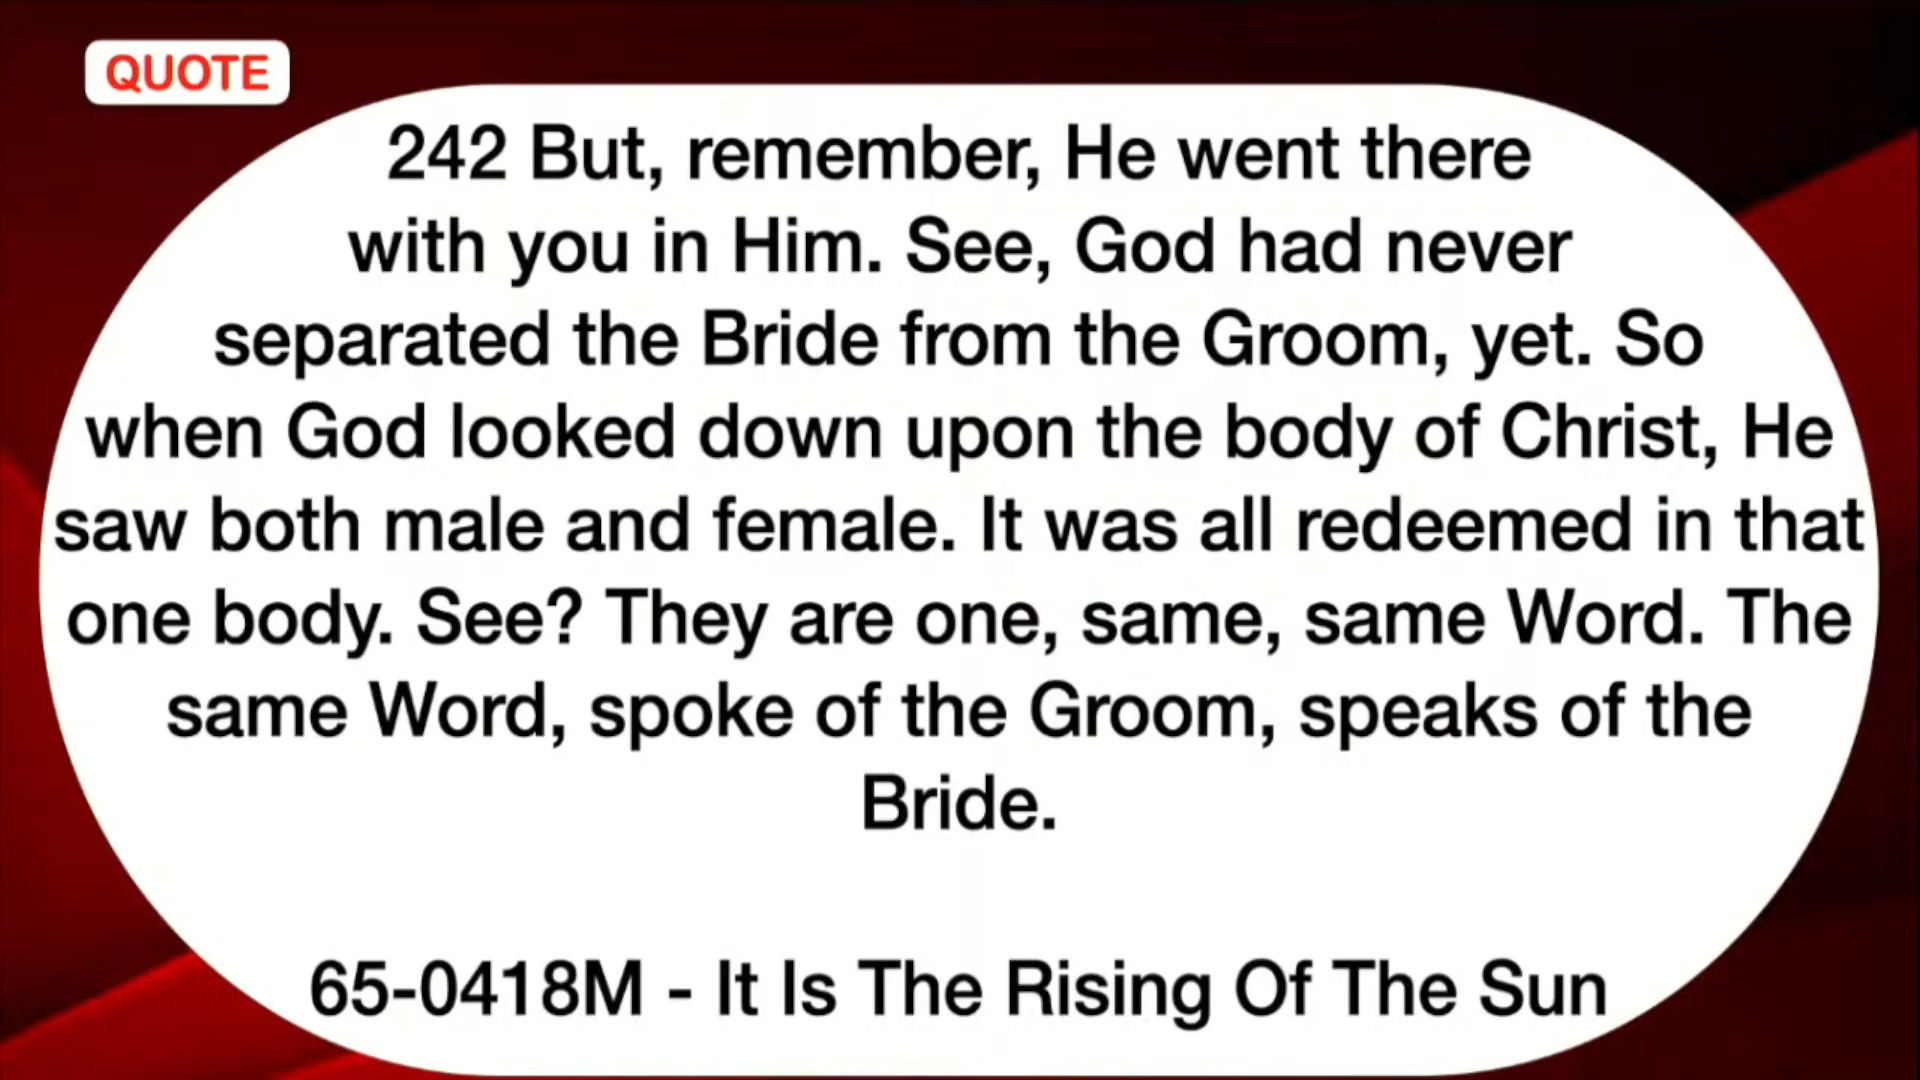 QUOTE
242 But, remember, He went there
with you in Him. See, God had never
separated the Bride from the Groom, yet. So
when God looked down upon the body of Christ, He
saw both male and female. It was all redeemed in that
one body. See? They are one, same, same Word. The
same Word, spoke of the Groom, speaks of the
Bride.
65-0418M - It Is The Rising Of The Sun